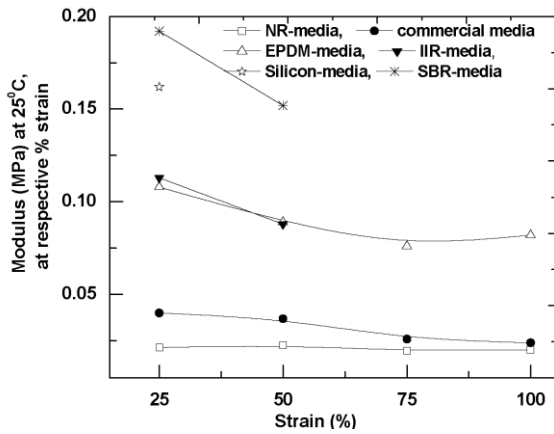 0.20
0.15
0.10
0.05
Modulus (MPa) at 25⁰C,
at respective % strain
NR-media, commercial media
EPDM-media, IIR-media,
Silicon-media, SBR-media
25 50 75 100
Strain (%)